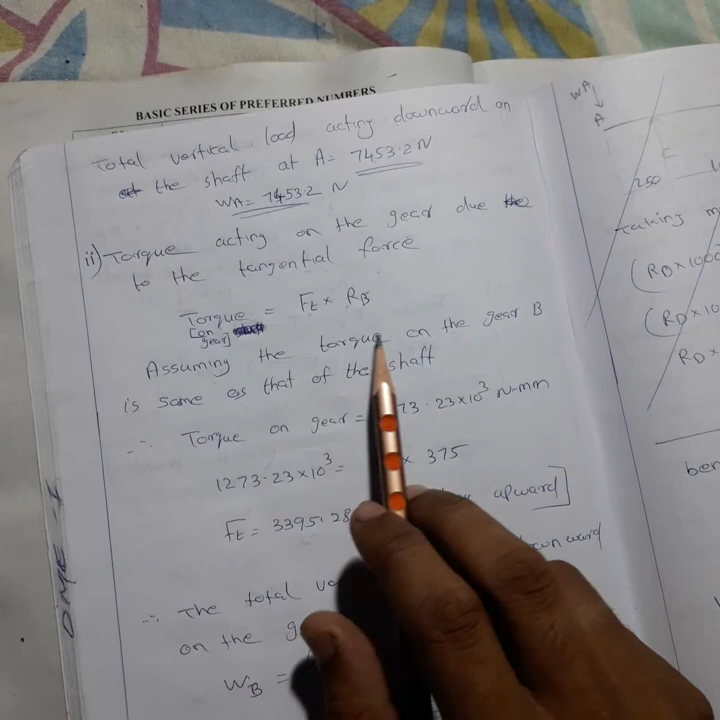 BASIC SERIES OF PREFERRED NUMBERS
Total vertical load acting downward on
the shaft at A = 7453.2 N
WA = 7453.2 N
ii) Torque acting on the gear due
to the tangential force
Torque = Ft × RB
[on gear]
Assuming the torque on the gear B
is same as that of the shaft
∴ Torque on gear = 73.23×10³ N-mm
1273.23×10³ = × 375
Ft = 3395.28 upward]
wnward
∴ The total ve
on the g
WB =
DME-I
WA
A
250
Taking m
(RD×1000
(RD×10
RD×
ben